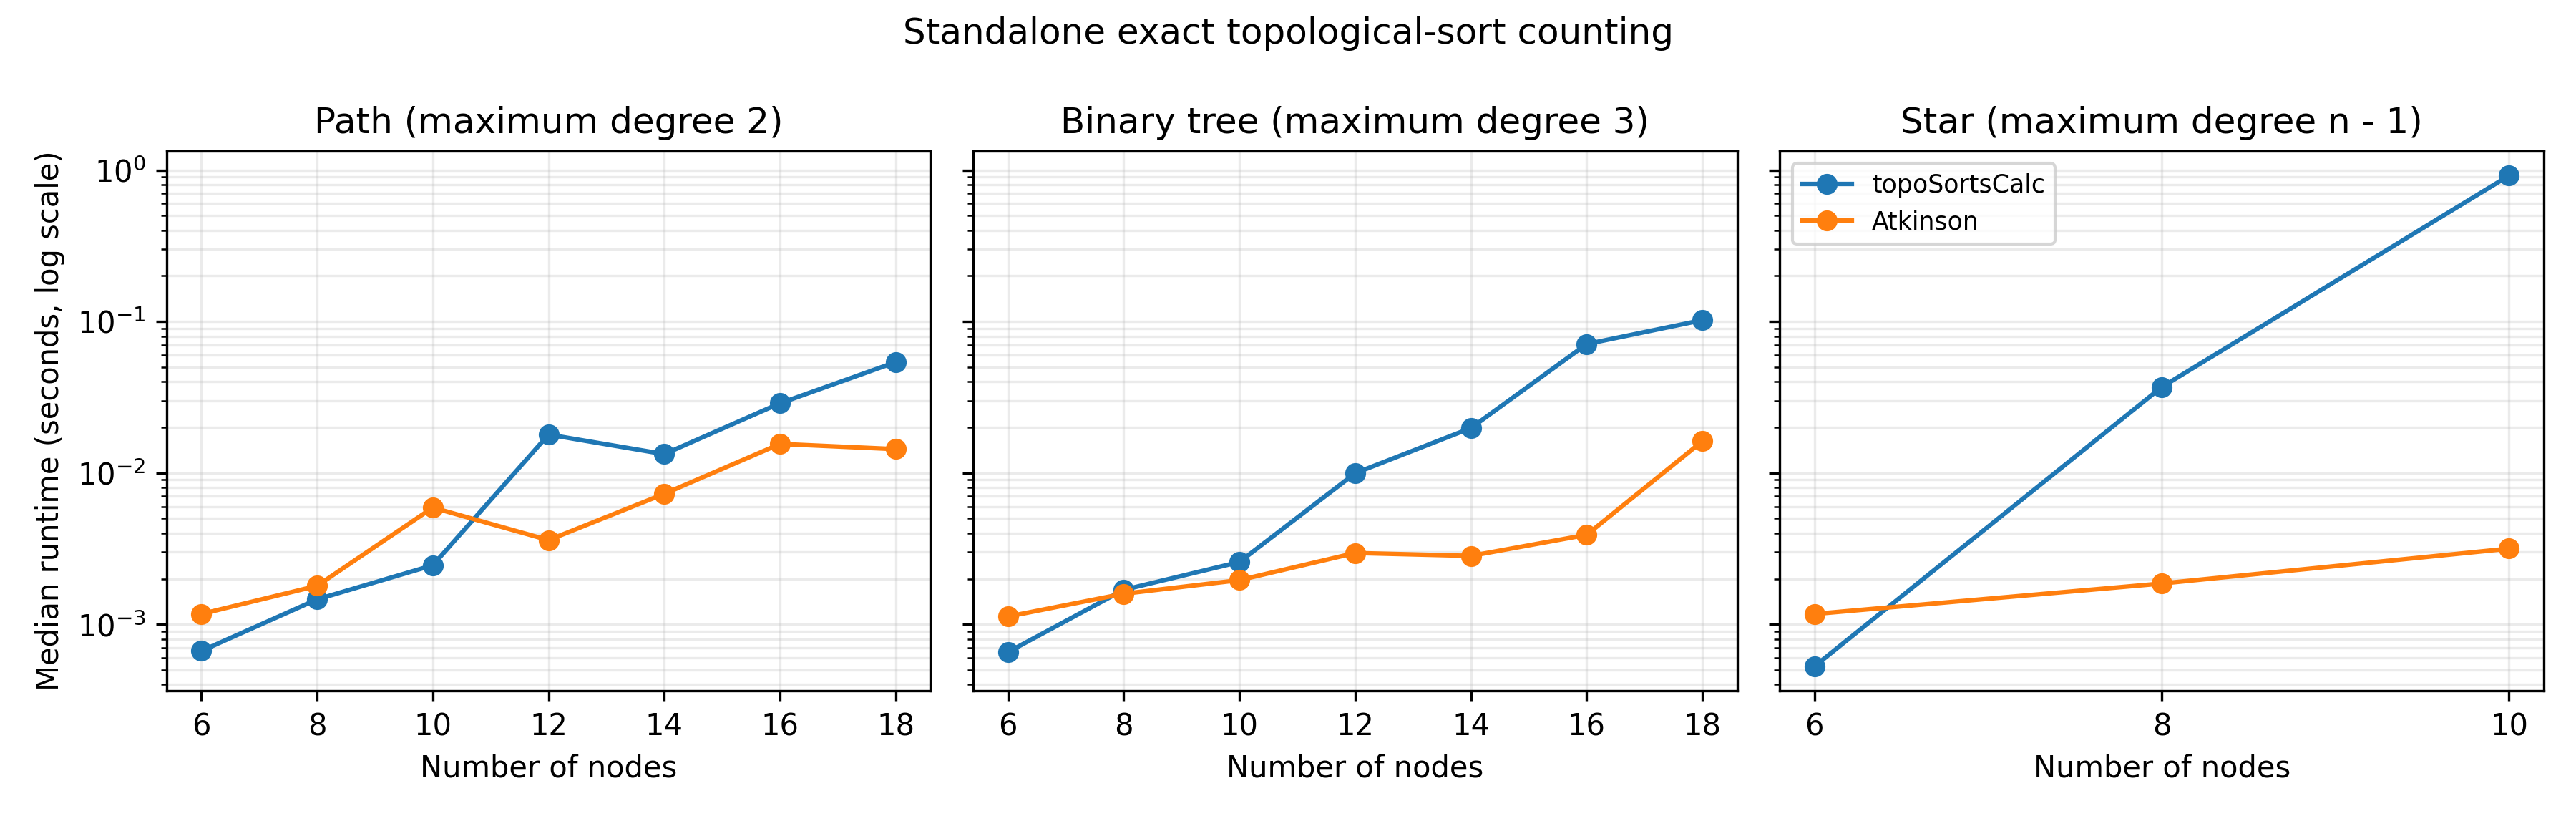 Standalone exact topological-sort counting
Path (maximum degree 2)
Binary tree (maximum degree 3)
Star (maximum degree n - 1)
Median runtime (seconds, log scale)
10⁰
10⁻¹
10⁻²
10⁻³
topoSortsCalc
Atkinson
6 8 10 12 14 16 18
6 8 10 12 14 16 18
6 8 10
Number of nodes
Number of nodes
Number of nodes